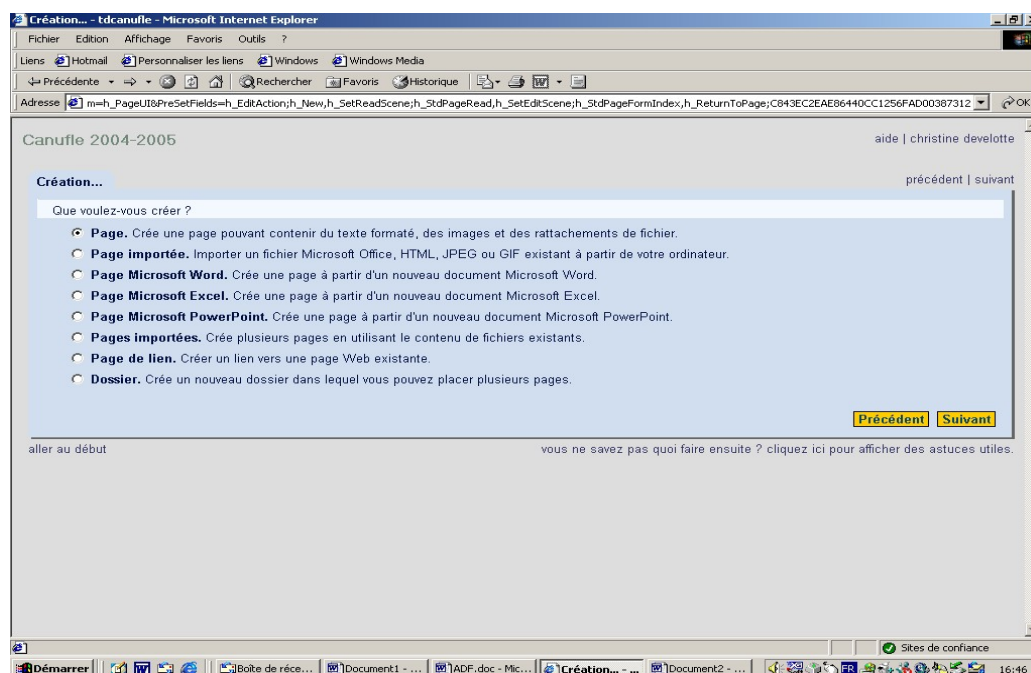 Création... - tdcanufle - Microsoft Internet Explorer
Fichier Edition Affichage Favoris Outils ?
Liens Hotmail Personnaliser les liens Windows Windows Media
Précédente Rechercher Favoris Historique
Adresse m=h_PageUI&PreSetFields=h_EditAction;h_New,h_SetReadScene;h_StdPageRead,h_SetEditScene;h_StdPageFormIndex,h_ReturnToPage;C843EC2EAE86440CC1256FAD00387312 OK
Canufle 2004-2005 aide | christine develotte
Création... précédent | suivant
Que voulez-vous créer ?
Page. Crée une page pouvant contenir du texte formaté, des images et des rattachements de fichier.
Page importée. Importer un fichier Microsoft Office, HTML, JPEG ou GIF existant à partir de votre ordinateur.
Page Microsoft Word. Crée une page à partir d'un nouveau document Microsoft Word.
Page Microsoft Excel. Crée une page à partir d'un nouveau document Microsoft Excel.
Page Microsoft PowerPoint. Crée une page à partir d'un nouveau document Microsoft PowerPoint.
Pages importées. Crée plusieurs pages en utilisant le contenu de fichiers existants.
Page de lien. Créer un lien vers une page Web existante.
Dossier. Crée un nouveau dossier dans lequel vous pouvez placer plusieurs pages.
Précédent Suivant
aller au début vous ne savez pas quoi faire ensuite ? cliquez ici pour afficher des astuces utiles.
Sites de confiance
Démarrer Boîte de réce... Document1 - ... ADF.doc - Mic... Création... - ... Document2 - ... FR 16:46